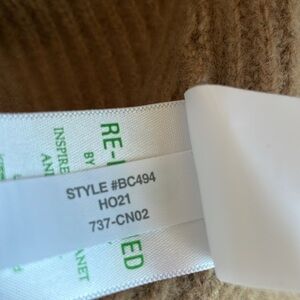 STYLE #BC494
HO21
737-CN02
RE-
BY
INSPIRE
AN
ED
ANET